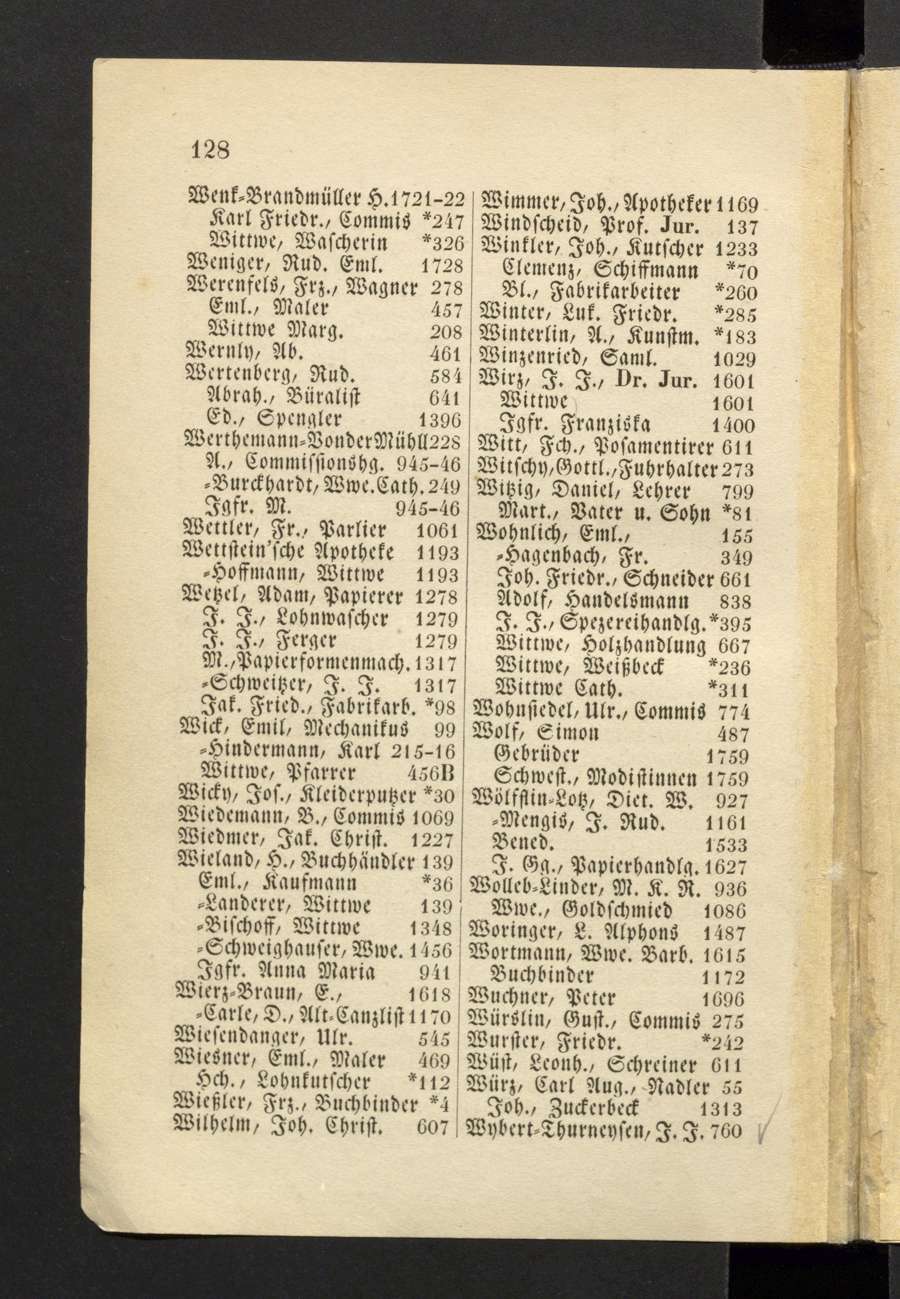 128
Wenk-Brandmüller H. 1721-22
Karl Friedr., Commis *247
Wittwe, Wascherin *326
Weniger, Rud. Eml. 1728
Werenfels, Frz., Wagner 278
Eml., Maler 457
Wittwe Marg. 208
Wernly, Ab. 461
Wertenberg, Rud. 584
Abrah., Büralist 641
Ed., Spengler 1396
Werthemann-VonderMühll 228
A., Commissionshg. 945-46
-Burckhardt, Wwe. Cath. 249
Jgfr. M. 945-46
Wettler, Fr., Parlier 1061
Wettstein'sche Apotheke 1193
-Hoffmann, Wittwe 1193
Wetzel, Adam, Papierer 1278
J. J., Lohnwascher 1279
J. J., Ferger 1279
M., Papierformenmach. 1317
-Schweitzer, J. J. 1317
Jak. Fried., Fabrikarb. *98
Wick, Emil, Mechanikus 99
-Hindermann, Karl 215-16
Wittwe, Pfarrer 456B
Wicky, Jos., Kleiderputzer *30
Wiedemann, B., Commis 1069
Wiedmer, Jak. Christ. 1227
Wieland, H., Buchhändler 139
Eml., Kaufmann *36
-Landerer, Wittwe 139
-Bischoff, Wittwe 1348
-Schweighauser, Wwe. 1456
Jgfr. Anna Maria 941
Wierz-Braun, E., 1618
-Carle, D., Alt-Canzlist 1170
Wiesendanger, Ulr. 545
Wiesner, Eml., Maler 469
Hch., Lohnkutscher *112
Wießler, Frz., Buchbinder *4
Wilhelm, Joh. Christ. 607
Wimmer, Joh., Apotheker 1169
Windscheid, Prof. Jur. 137
Winkler, Joh., Kutscher 1233
Clemenz, Schiffmann *70
Bl., Fabrikarbeiter *260
Winter, Luk. Friedr. *285
Winterlin, A., Kunstm. *183
Winzenried, Saml. 1029
Wirz, J. J., Dr. Jur. 1601
Wittwe 1601
Jgfr. Franziska 1400
Witt, Fch., Posamentirer 611
Witschy, Gottl., Fuhrhalter 273
Witzig, Daniel, Lehrer 799
Mart., Vater u. Sohn *81
Wohnlich, Eml., 155
-Hagenbach, Fr. 349
Joh. Friedr., Schneider 661
Adolf, Handelsmann 838
J. J., Spezereihandlg. *395
Wittwe, Holzhandlung 667
Wittwe, Weißbeck *236
Wittwe Cath. *311
Wohnsiedel, Ulr., Commis 774
Wolf, Simon 487
Gebrüder 1759
Schwest., Modistinnen 1759
Wölfflin-Lotz, Diet. W. 927
-Mengis, J. Rud. 1161
Bened. 1533
J. Gg., Papierhandlg. 1627
Wolleb-Linder, M. K. R. 936
Wwe., Goldschmied 1086
Woringer, L. Alphons 1487
Wortmann, Wwe. Barb. 1615
Buchbinder 1172
Wuchner, Peter 1696
Würslin, Gust., Commis 275
Wurster, Friedr. *242
Wüst, Leonh., Schreiner 611
Würz, Carl Aug., Nadler 55
Joh., Zuckerbeck 1313
Wybert-Thurneysen, J. J. 760